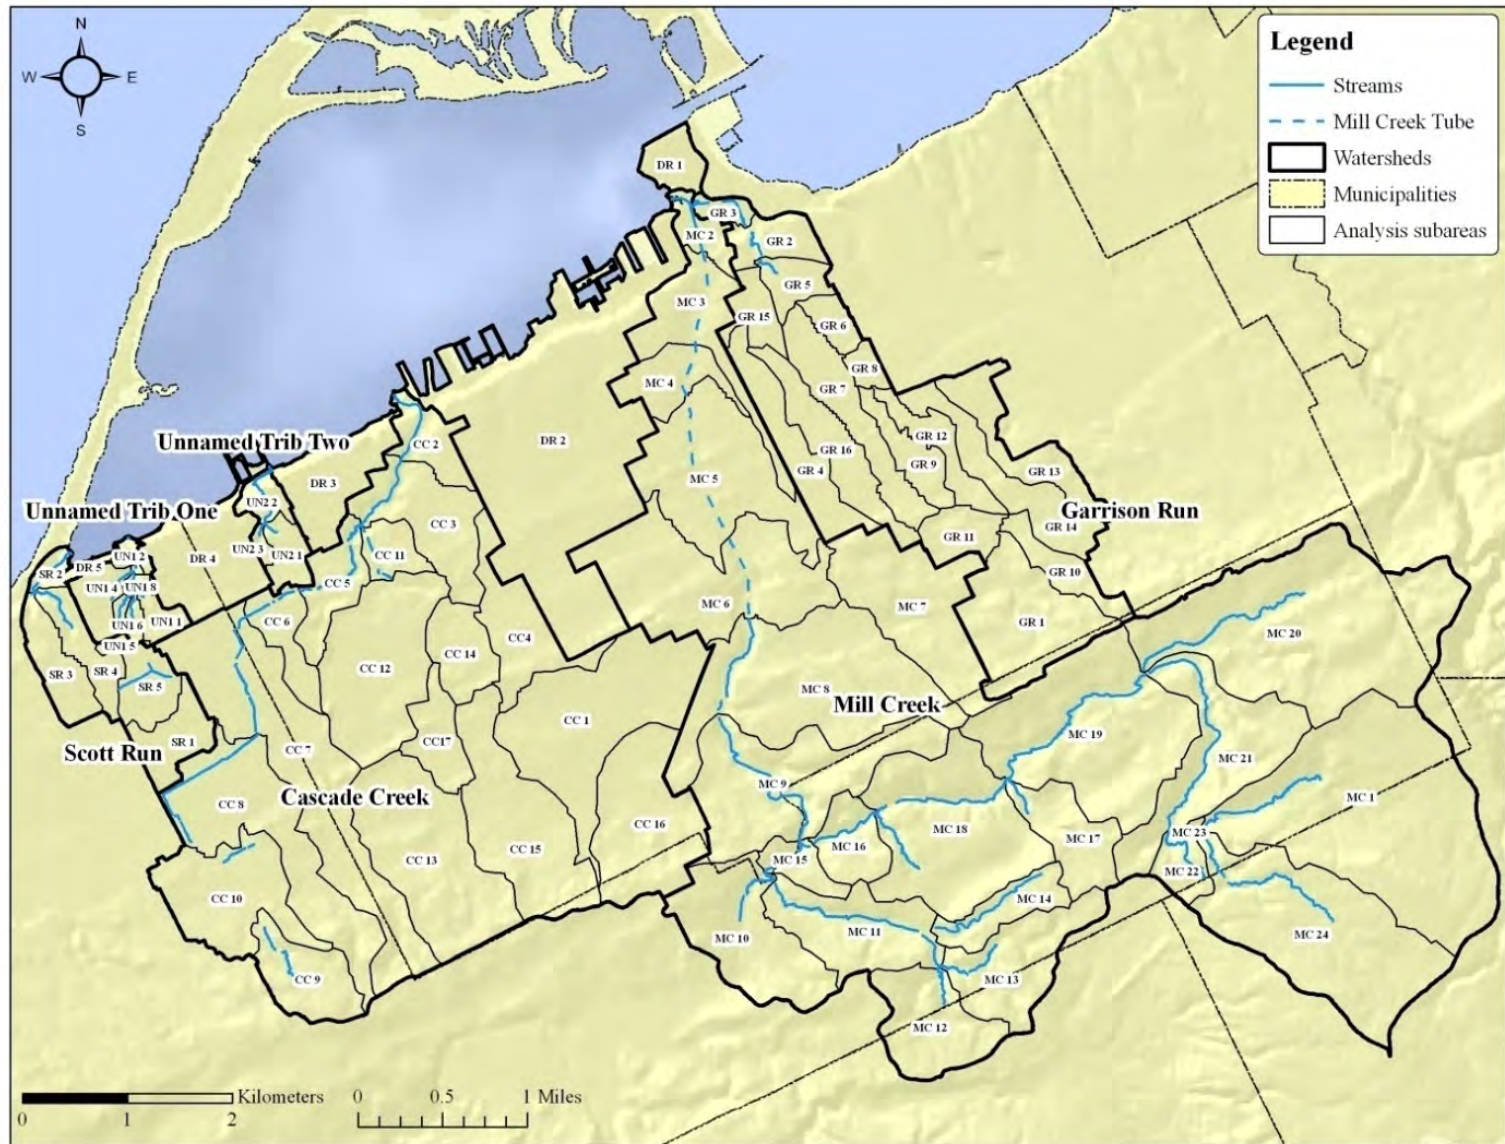 N
W E
S
Legend
Streams
Mill Creek Tube
Watersheds
Municipalities
Analysis subareas
DR 1
GR 3
MC 2
GR 2
GR 5
MC 3
GR 15
GR 6
GR 8
MC 4
GR 7
DR 2
CC 2
GR 12
Unnamed Trib Two
GR 16
GR 9
GR 4
GR 13
DR 3
MC 5
UN2 2
Unnamed Trib One
CC 3
Garrison Run
GR 14
GR 11
UN2 3
UN2 1
DR 4
UN1 2
CC 11
DR 5
SR 2
GR 10
CC 5
UN1 4
UN1 8
MC 6
MC 7
UN1 6
UN1 1
CC 6
GR 1
MC 20
CC4
UN1 5
CC 14
CC 12
SR 3
SR 4
SR 5
MC 8
Mill Creek
CC 1
MC 19
SR 1
CC17
Scott Run
CC 7
MC 21
MC 9
Cascade Creek
MC 1
CC 8
CC 16
MC 18
MC 23
MC 17
MC 16
CC 15
CC 13
MC 15
MC 22
CC 10
MC 14
MC 11
MC 10
MC 24
CC 9
MC 13
MC 12
Kilometers
0 1 2
0 0.5 1 Miles